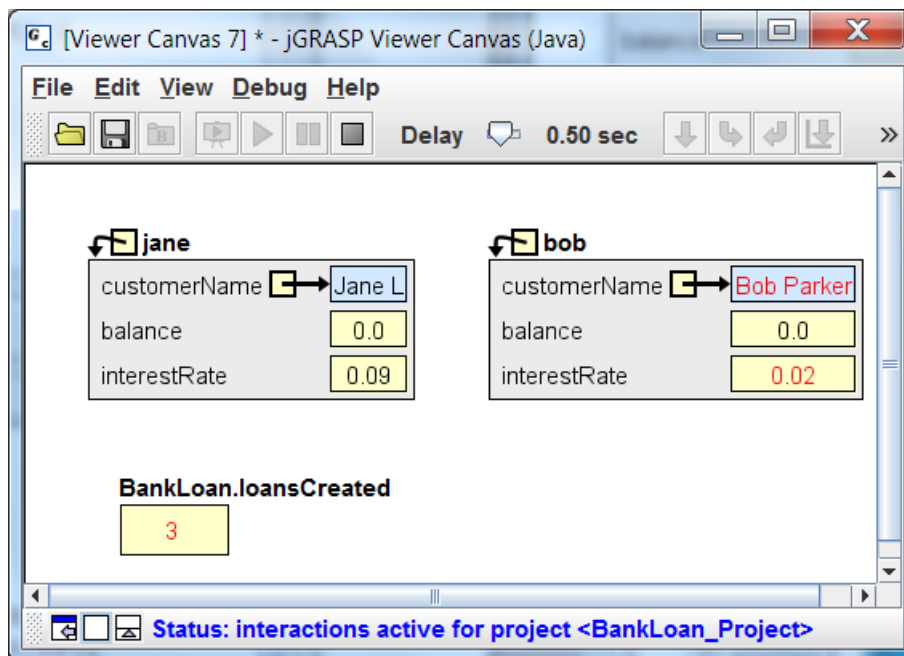 [Viewer Canvas 7] * - jGRASP Viewer Canvas (Java)
File Edit View Debug Help
Delay 0.50 sec »
jane
customerName Jane L
balance 0.0
interestRate 0.09
bob
customerName Bob Parker
balance 0.0
interestRate 0.02
BankLoan.loansCreated
3
Status: interactions active for project <BankLoan_Project>